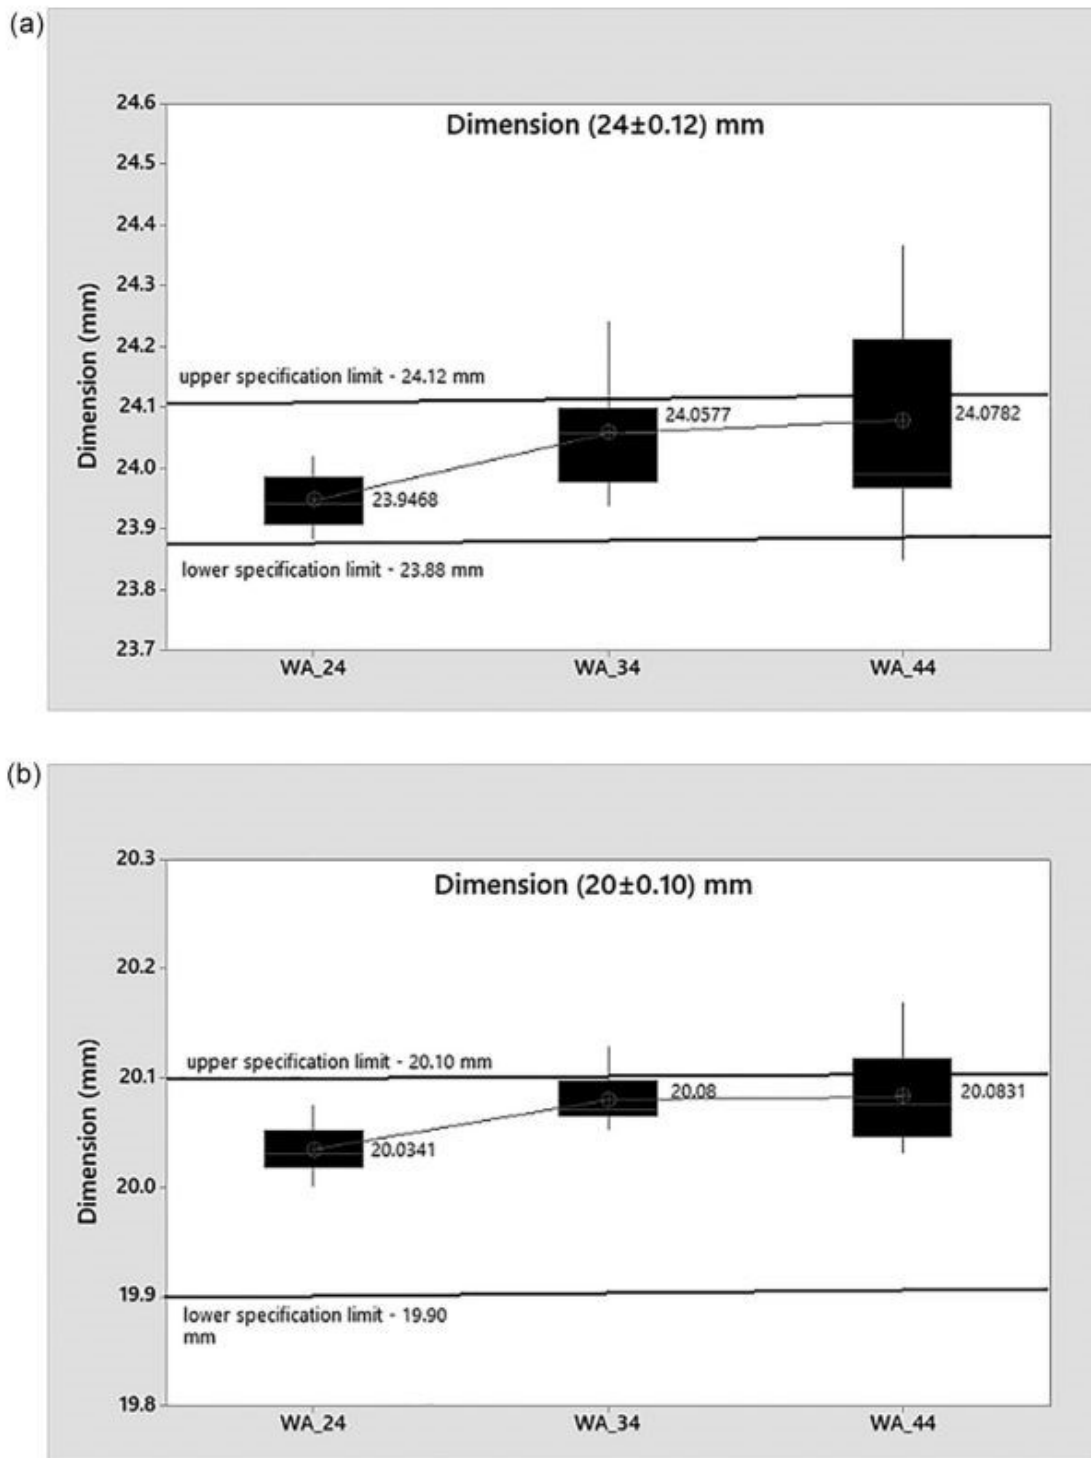 (a)
Dimension (24±0.12) mm
24.6
24.5
24.4
24.3
24.2
24.1
24.0
23.9
23.8
23.7
Dimension (mm)
upper specification limit - 24.12 mm
24.0577
24.0782
23.9468
lower specification limit - 23.88 mm
WA_24
WA_34
WA_44
(b)
Dimension (20±0.10) mm
20.3
20.2
20.1
20.0
19.9
19.8
Dimension (mm)
upper specification limit - 20.10 mm
20.08
20.0831
20.0341
lower specification limit - 19.90
mm
WA_24
WA_34
WA_44